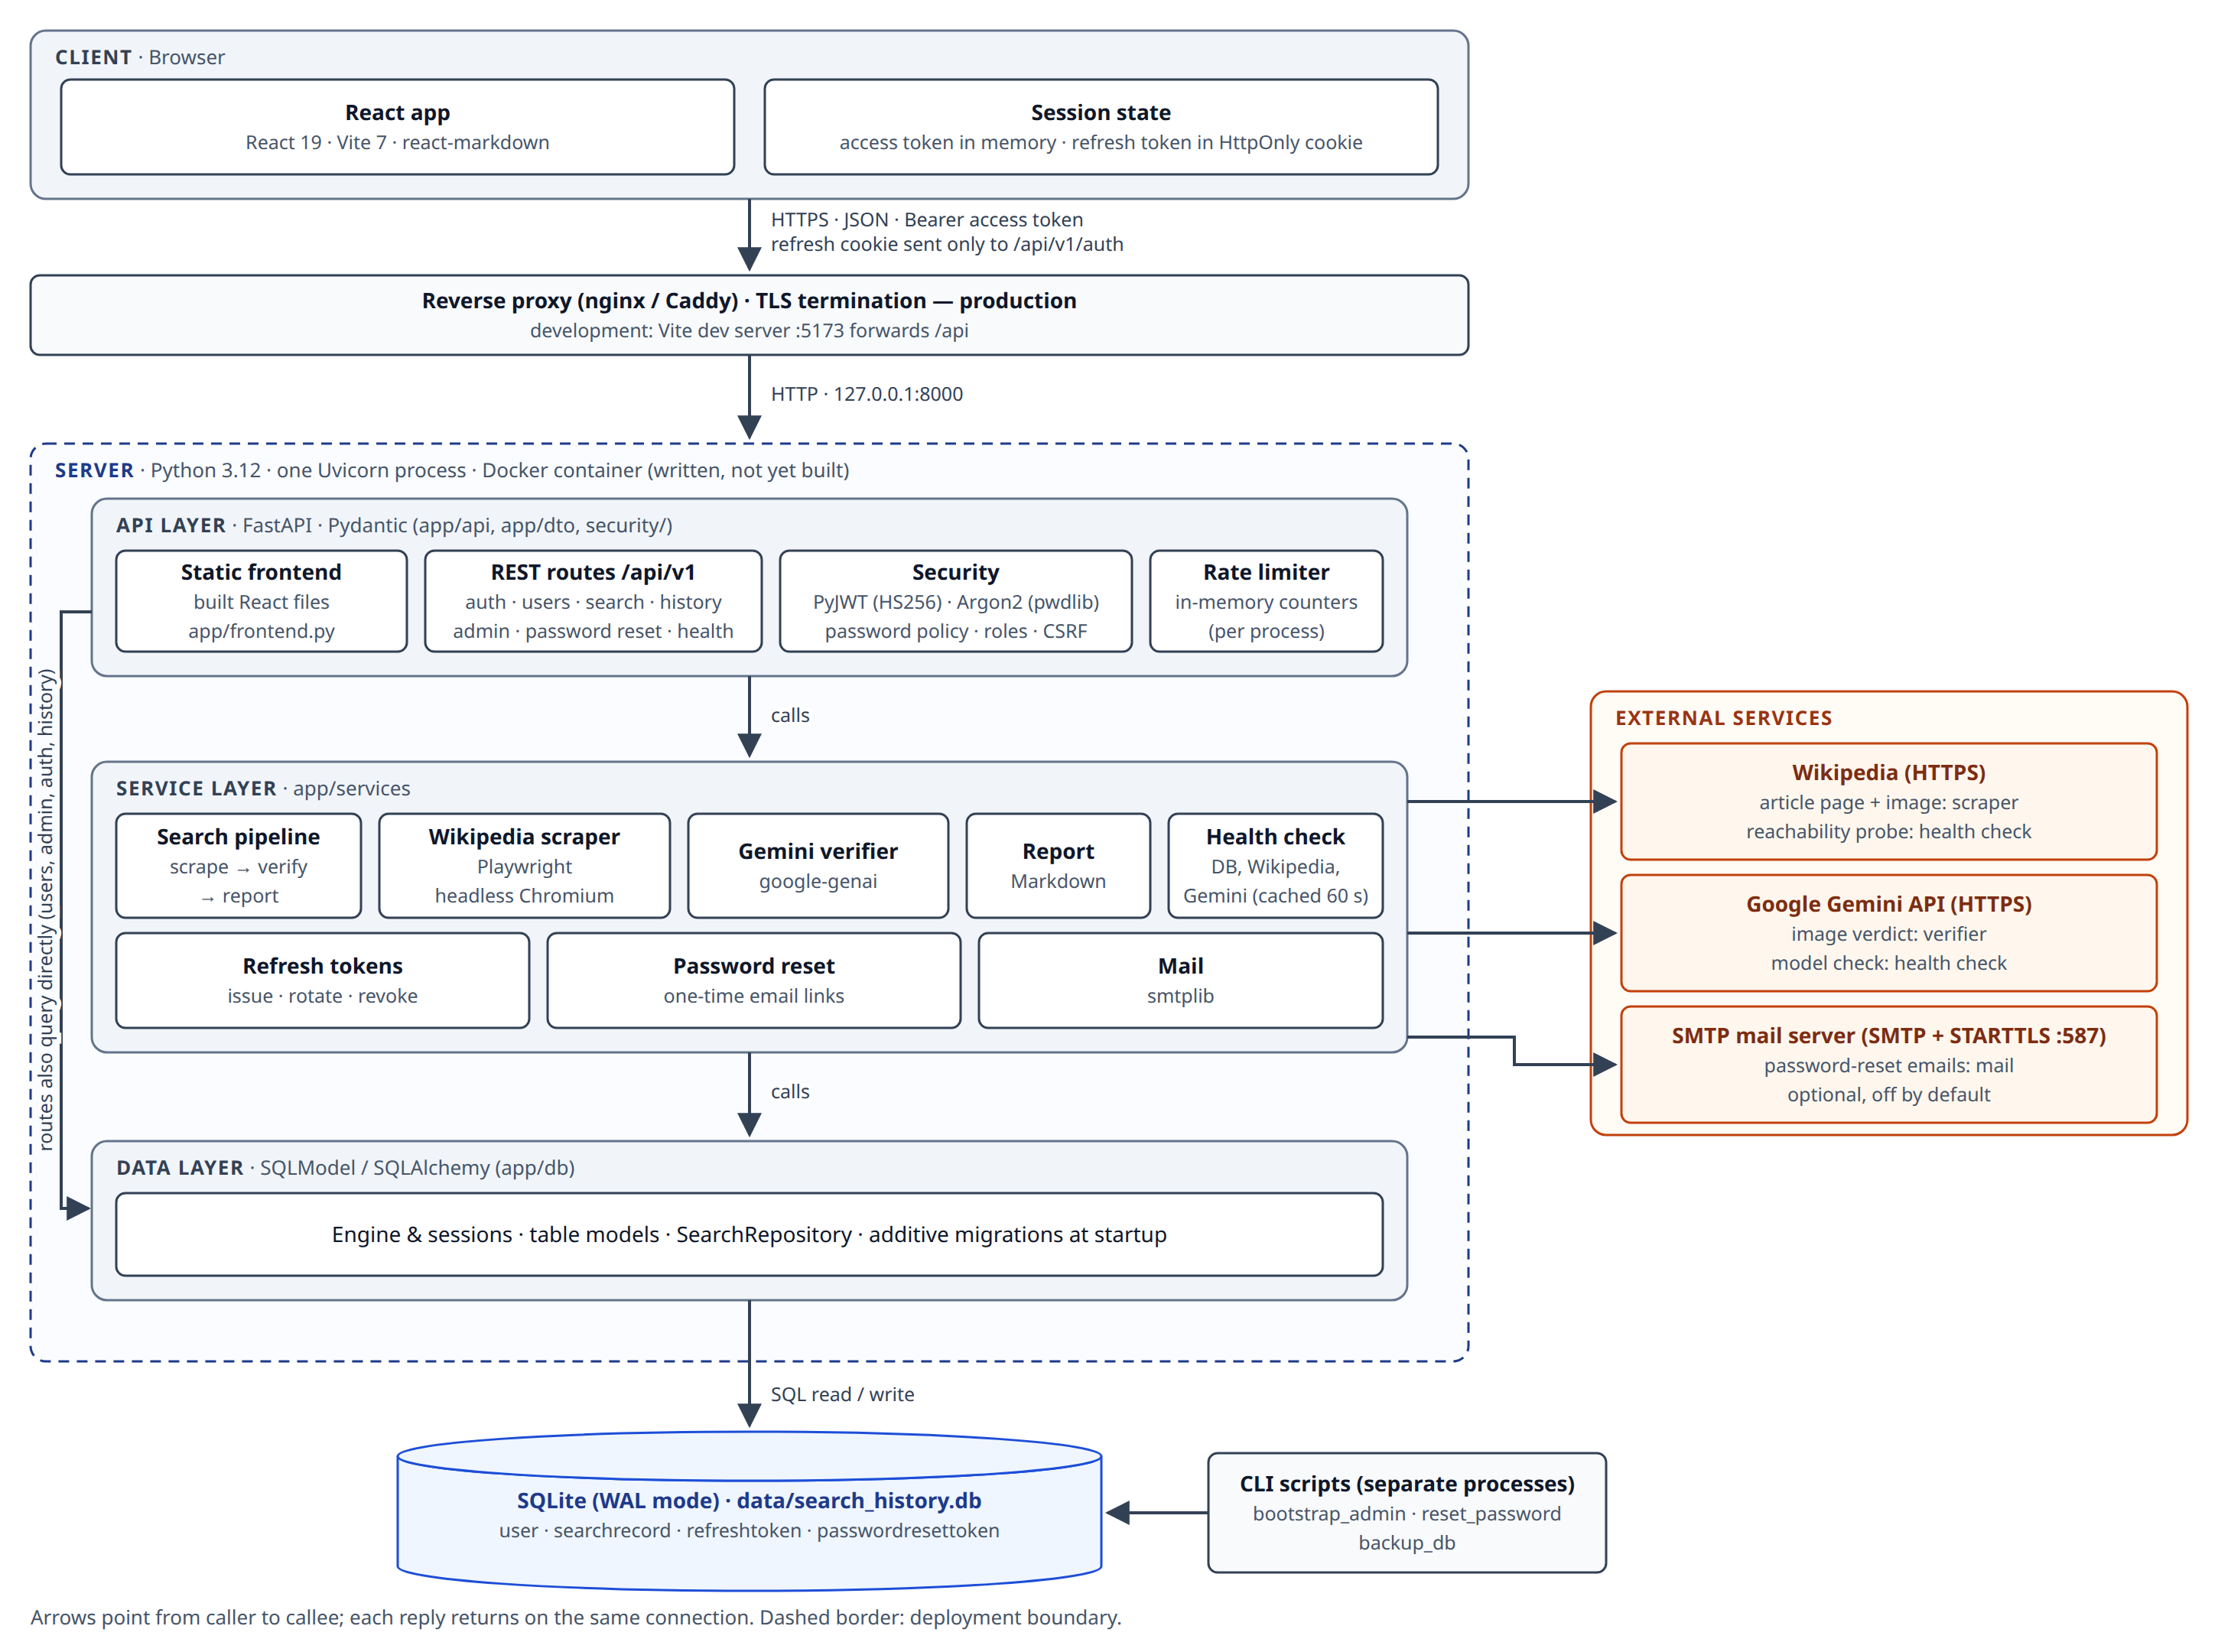 CLIENT · Browser
React app
React 19 · Vite 7 · react-markdown
Session state
access token in memory · refresh token in HttpOnly cookie
HTTPS · JSON · Bearer access token
refresh cookie sent only to /api/v1/auth
Reverse proxy (nginx / Caddy) · TLS termination — production
development: Vite dev server :5173 forwards /api
HTTP · 127.0.0.1:8000
SERVER · Python 3.12 · one Uvicorn process · Docker container (written, not yet built)
API LAYER · FastAPI · Pydantic (app/api, app/dto, security/)
Static frontend
built React files
app/frontend.py
REST routes /api/v1
auth · users · search · history
admin · password reset · health
Security
PyJWT (HS256) · Argon2 (pwdlib)
password policy · roles · CSRF
Rate limiter
in-memory counters
(per process)
routes also query directly (users, admin, auth, history)
calls
SERVICE LAYER · app/services
Search pipeline
scrape → verify
→ report
Wikipedia scraper
Playwright
headless Chromium
Gemini verifier
google-genai
Report
Markdown
Health check
DB, Wikipedia,
Gemini (cached 60 s)
Refresh tokens
issue · rotate · revoke
Password reset
one-time email links
Mail
smtplib
EXTERNAL SERVICES
Wikipedia (HTTPS)
article page + image: scraper
reachability probe: health check
Google Gemini API (HTTPS)
image verdict: verifier
model check: health check
SMTP mail server (SMTP + STARTTLS :587)
password-reset emails: mail
optional, off by default
calls
DATA LAYER · SQLModel / SQLAlchemy (app/db)
Engine & sessions · table models · SearchRepository · additive migrations at startup
SQL read / write
SQLite (WAL mode) · data/search_history.db
user · searchrecord · refreshtoken · passwordresettoken
CLI scripts (separate processes)
bootstrap_admin · reset_password
backup_db
Arrows point from caller to callee; each reply returns on the same connection. Dashed border: deployment boundary.